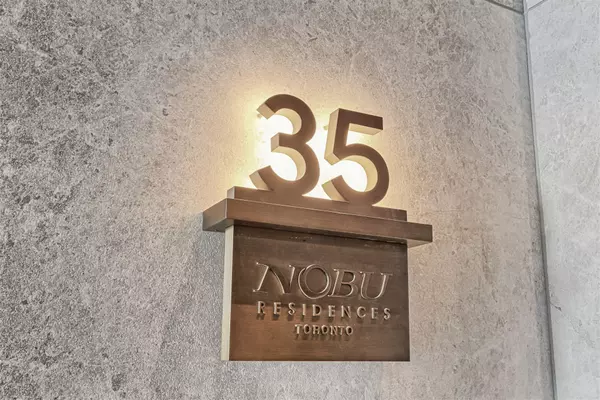 35
NOBU
RESIDENCES
TORONTO